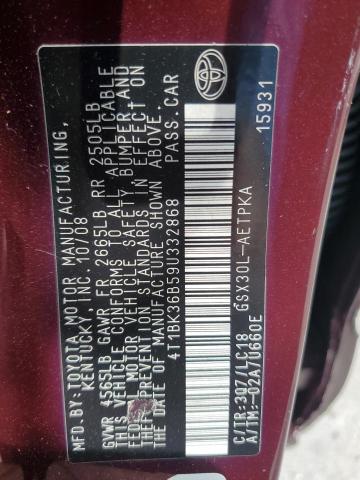 MFD.BY:TOYOTA MOTOR MANUFACTURING,
KENTUCKY, INC. 10/08
GVWR 4565LB GAWR FR 2665LB RR 2505LB
THIS VEHICLE CONFORMS TO ALL APPLICABLE
FEDERAL MOTOR VEHICLE SAFETY, BUMPER AND
THEFT PREVENTION STANDARDS IN EFFECT ON
THE DATE OF MANUFACTURE SHOWN ABOVE.
4T1BK36B59U332868 PASS.CAR
GSX30L-AETPKA
C/TR:3Q7/LC18
A/TM:-02A/U660E 15931